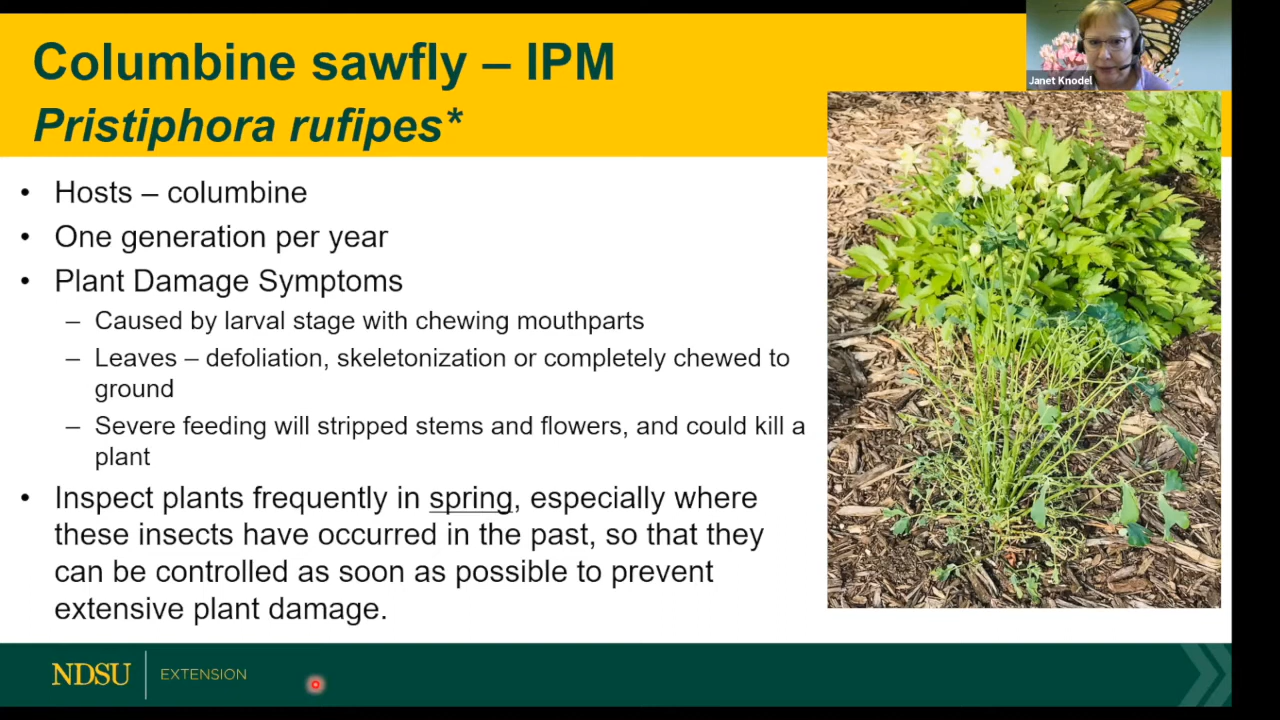 Columbine sawfly – IPM
Pristiphora rufipes*
Janet Knodel
• Hosts – columbine
• One generation per year
• Plant Damage Symptoms
– Caused by larval stage with chewing mouthparts
– Leaves – defoliation, skeletonization or completely chewed to
ground
– Severe feeding will stripped stems and flowers, and could kill a
plant
• Inspect plants frequently in spring, especially where
these insects have occurred in the past, so that they
can be controlled as soon as possible to prevent
extensive plant damage.
NDSU EXTENSION